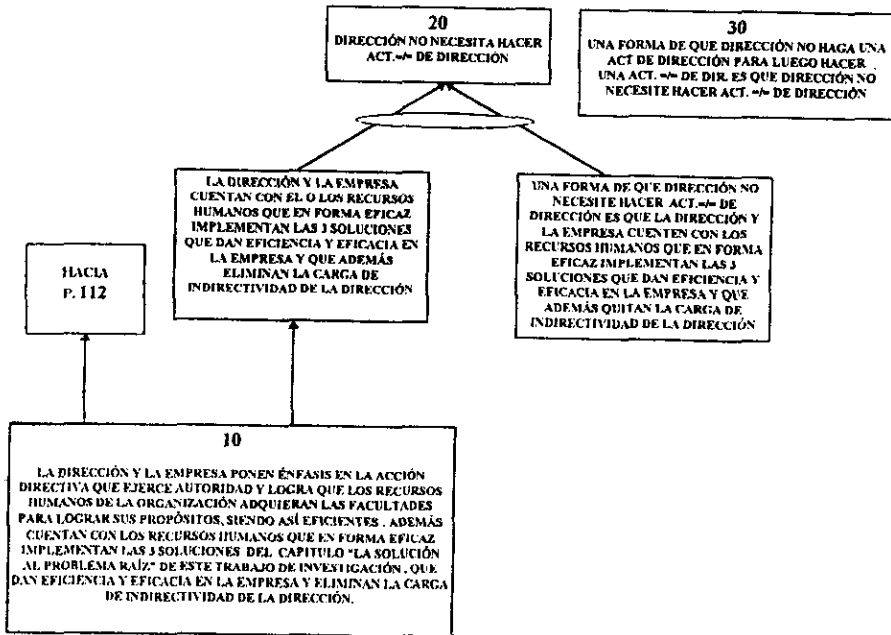 20
DIRECCIÓN NO NECESITA HACER
ACT.=/= DE DIRECCIÓN
30
UNA FORMA DE QUE DIRECCIÓN NO HAGA UNA
ACT DE DIRECCIÓN PARA LUEGO HACER
UNA ACT. =/= DE DIR. ES QUE DIRECCIÓN NO
NECESITE HACER ACT. =/= DE DIRECCIÓN
LA DIRECCIÓN Y LA EMPRESA
CUENTAN CON EL O LOS RECURSOS
HUMANOS QUE EN FORMA EFICAZ
IMPLEMENTAN LAS 3 SOLUCIONES
QUE DAN EFICIENCIA Y EFICACIA EN
LA EMPRESA Y QUE ADEMÁS
ELIMINAN LA CARGA DE
INDIRECTIVIDAD DE LA DIRECCIÓN
UNA FORMA DE QUE DIRECCIÓN NO
NECESITE HACER ACT.=/= DE
DIRECCIÓN ES QUE LA DIRECCIÓN Y
LA EMPRESA CUENTEN CON LOS
RECURSOS HUMANOS QUE EN FORMA
EFICAZ IMPLEMENTAN LAS 3
SOLUCIONES QUE DAN EFICIENCIA Y
EFICACIA EN LA EMPRESA Y QUE
ADEMÁS QUITAN LA CARGA DE
INDIRECTIVIDAD DE LA DIRECCIÓN
HACIA
P. 112
10
LA DIRECCIÓN Y LA EMPRESA PONEN ÉNFASIS EN LA ACCIÓN
DIRECTIVA QUE EJERCE AUTORIDAD Y LOGRA QUE LOS RECURSOS
HUMANOS DE LA ORGANIZACIÓN ADQUIERAN LAS FACULTADES
PARA LOGRAR SUS PROPÓSITOS, SIENDO ASÍ EFICIENTES . ADEMÁS
CUENTAN CON LOS RECURSOS HUMANOS QUE EN FORMA EFICAZ
IMPLEMENTAN LAS 3 SOLUCIONES DEL CAPITULO "LA SOLUCIÓN
AL PROBLEMA RAÍZ" DE ESTE TRABAJO DE INVESTIGACIÓN , QUE
DAN EFICIENCIA Y EFICACIA EN LA EMPRESA Y ELIMINAN LA CARGA
DE INDIRECTIVIDAD DE LA DIRECCIÓN.